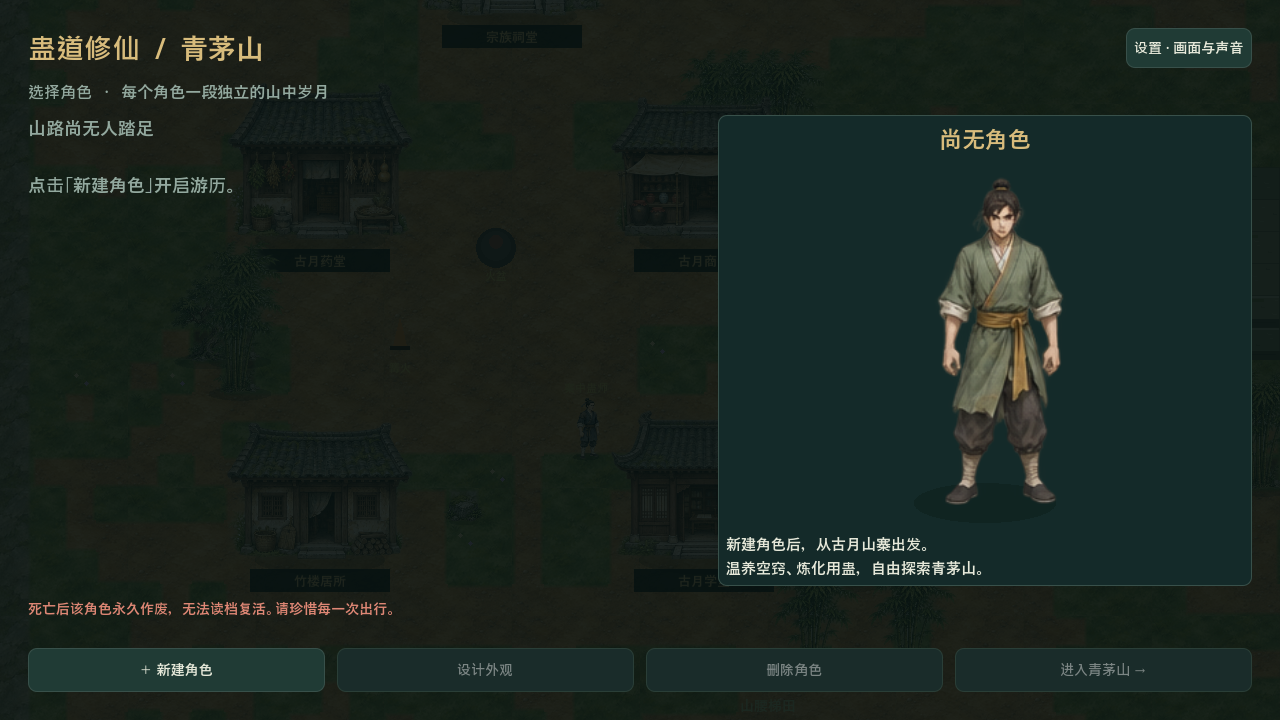 宗族祠堂
蛊道修仙 / 青茅山
设置 · 画面与声音
选择角色 · 每个角色一段独立的山中岁月
山路尚无人踏足
尚无角色
点击「新建角色」开启游历。
古月药堂
古月商
竹楼居所
古月学
新建角色后，从古月山寨出发。
温养空窍、炼化用蛊，自由探索青茅山。
死亡后该角色永久作废，无法读档复活。请珍惜每一次出行。
+ 新建角色
设计外观
删除角色
进入青茅山 →